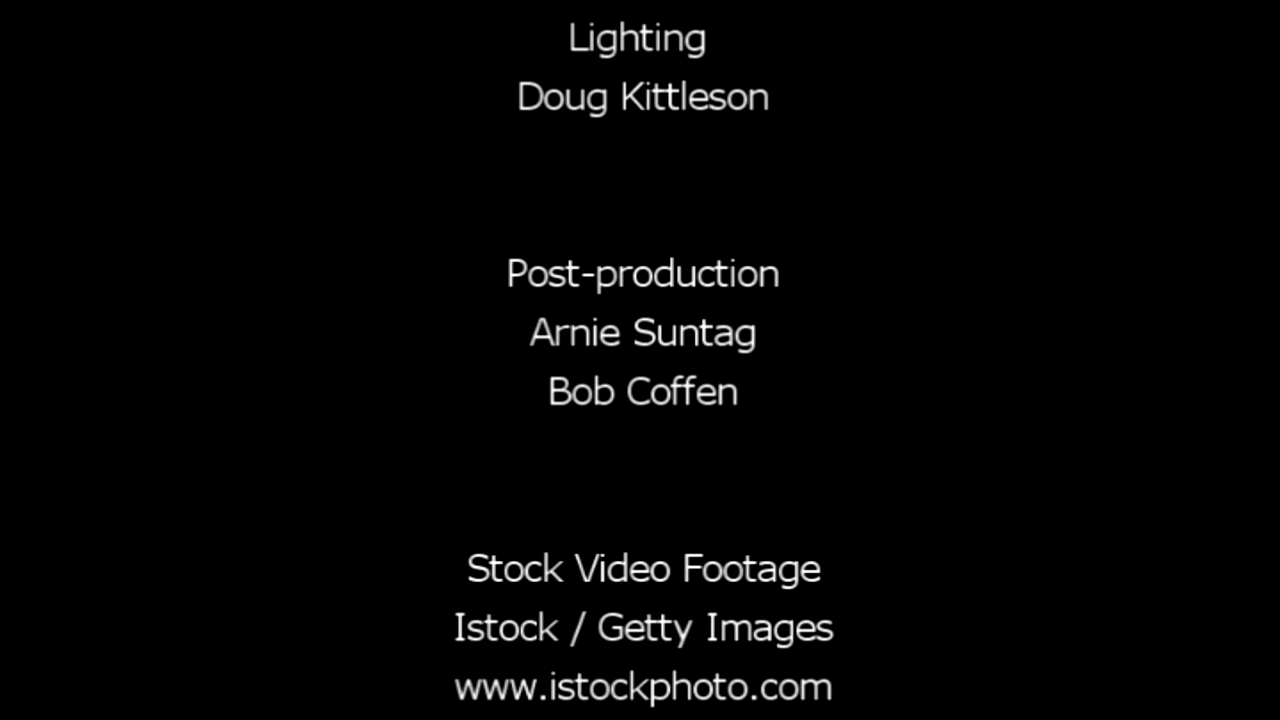 Lighting
Doug Kittleson
Post-production
Arnie Suntag
Bob Coffen
Stock Video Footage
Istock / Getty Images
www.istockphoto.com